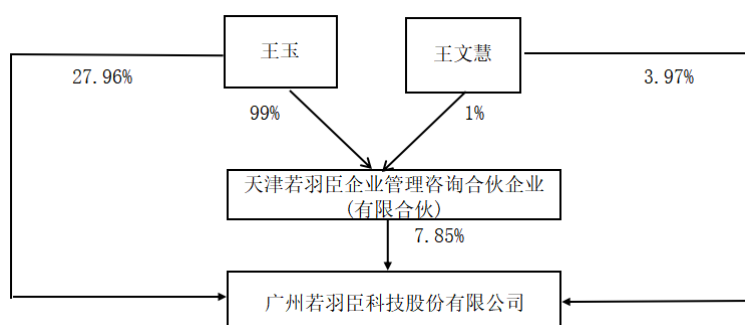 王玉
王文慧
27.96%
3.97%
99%
1%
天津若羽臣企业管理咨询合伙企业
(有限合伙)
7.85%
广州若羽臣科技股份有限公司